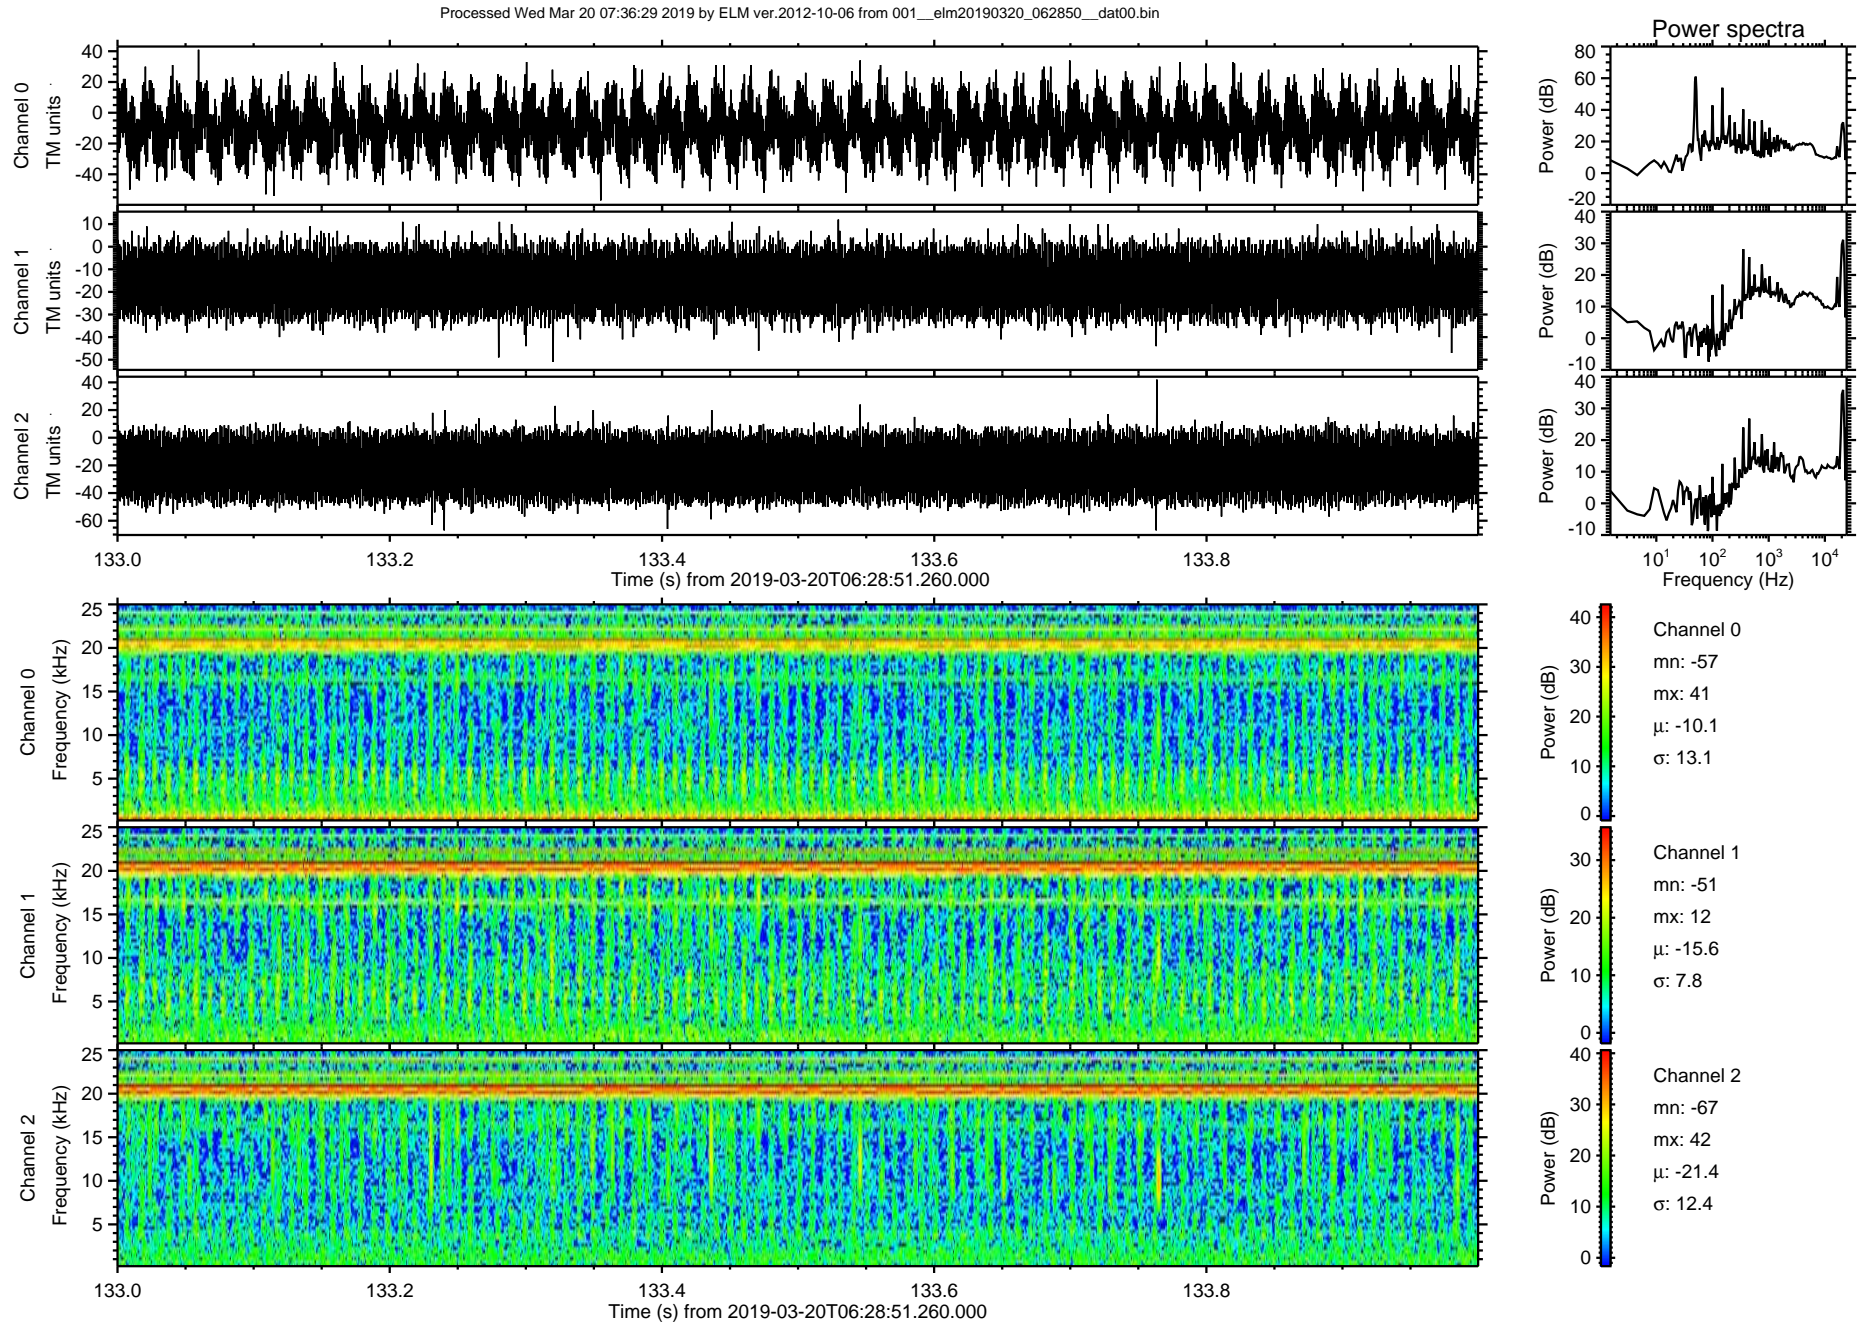 Processed Wed Mar 20 07:36:29 2019 by ELM ver.2012-10-06 from 001__elm20190320_062850__dat00.bin
Power spectra
Channel 0
TM units
40
20
0
-20
-40
Power (dB)
80
60
40
20
0
-20
Channel 1
TM units
10
0
-10
-20
-30
-40
-50
Power (dB)
40
30
20
10
0
-10
Channel 2
TM units
40
20
0
-20
-40
-60
Power (dB)
40
30
20
10
0
-10
133.0 133.2 133.4 133.6 133.8
Time (s) from 2019-03-20T06:28:51.260.000
10¹ 10² 10³ 10⁴
Frequency (Hz)
Channel 0
Frequency (kHz)
25
20
15
10
5
Power (dB)
40
30
20
10
0
Channel 0
mn: -57
mx: 41
μ: -10.1
σ: 13.1
Channel 1
Frequency (kHz)
25
20
15
10
5
Power (dB)
30
20
10
0
Channel 1
mn: -51
mx: 12
μ: -15.6
σ: 7.8
Channel 2
Frequency (kHz)
25
20
15
10
5
Power (dB)
40
30
20
10
0
Channel 2
mn: -67
mx: 42
μ: -21.4
σ: 12.4
133.0 133.2 133.4 133.6 133.8
Time (s) from 2019-03-20T06:28:51.260.000